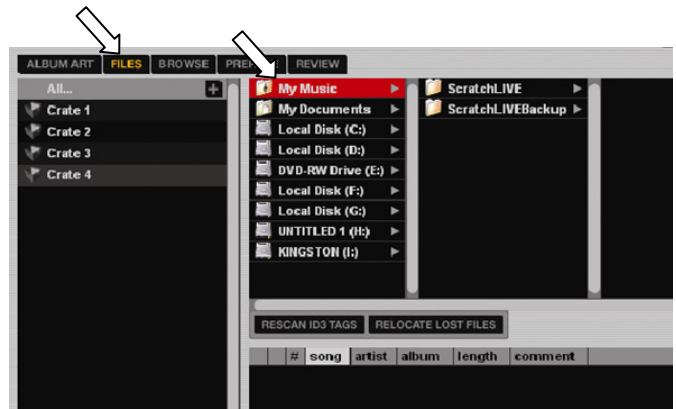 ALBUM ART FILES BROWSE REVIEW
All... +
Crate 1
Crate 2
Crate 3
Crate 4
My Music
My Documents
Local Disk (C:)
Local Disk (D:)
DVD-RW Drive (E:)
Local Disk (F:)
Local Disk (G:)
UNTITLED 1 (H:)
KINGSTON (I:)
ScratchLIVE
ScratchLIVEBackup
RESCAN ID3 TAGS RELOCATE LOST FILES
# song artist album length comment